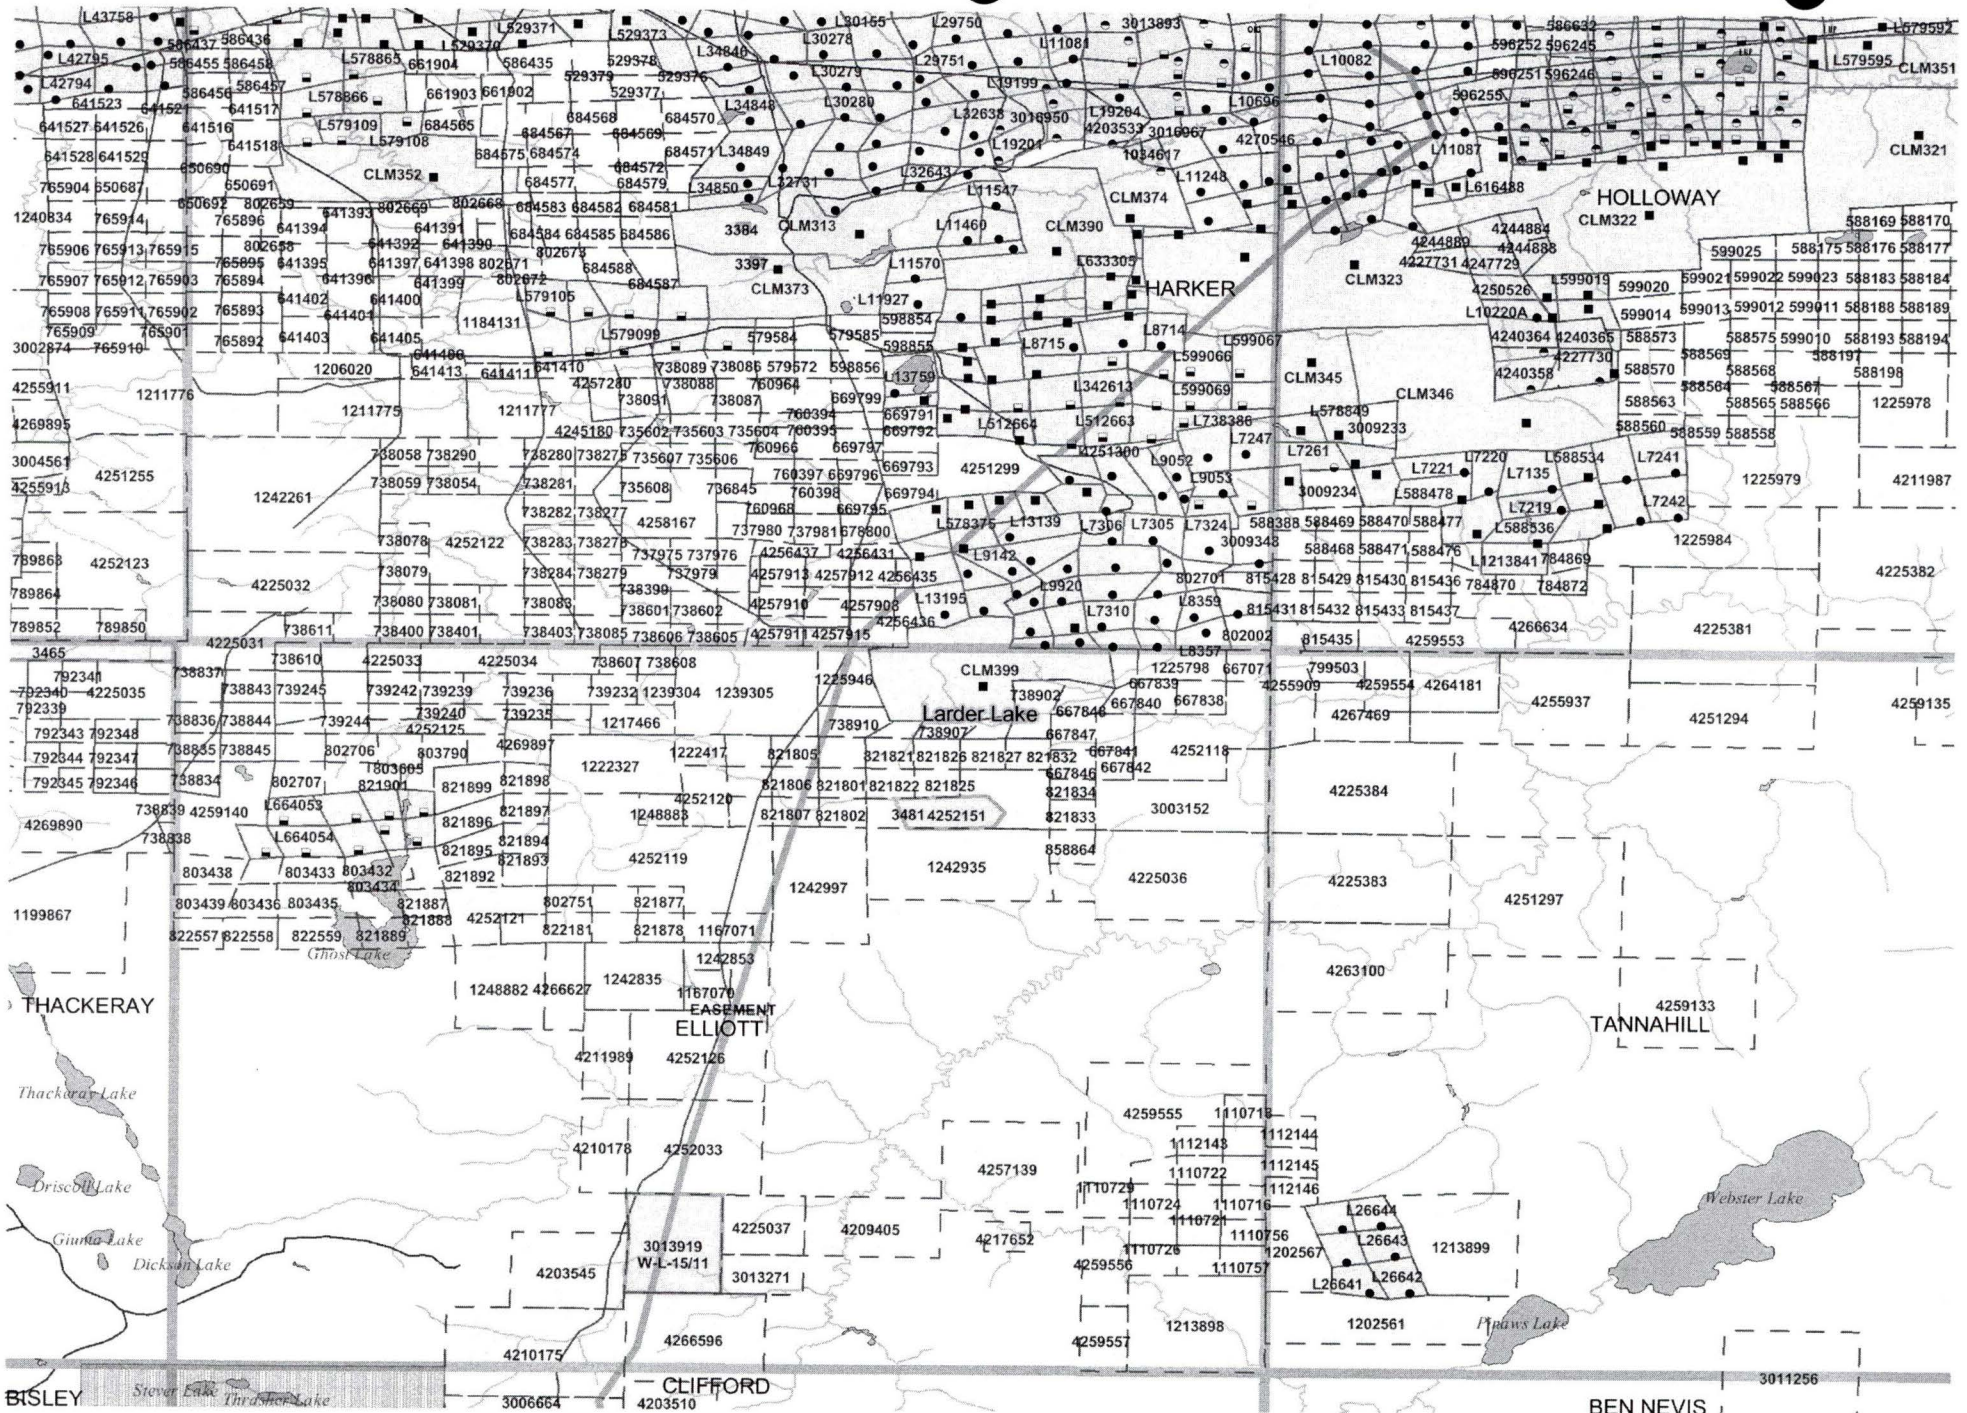 L43758 L529371 L30155 L29750 3013893 586632 L579592
586437 586436 L529370 L529373 L34846 L30278 L11081 596252 596245
L42795 586455 586458 L578865 661904 586435 529378 L29751 L10082 L579595 CLM351
L42794 586456 586457 L578866 661903 661902 529379 529376 L30279 L19199 596251 596246
641523 641521 641517 529377 L34848 L30280 L19204 L10696 596255
641527 641526 641516 L579109 684565 684567 684568 684569 684570 L32638 3016950 4203533 3016067 4270546
641528 641529 641518 L579108 684575 684574 684571 L34849 L19201 1034617 L11087 CLM321
650690 CLM352 684572 L32731 L32643 L11248
765904 650687 650691 684577 684579 L34850 L11547 CLM374 L616488 HOLLOWAY
650692 802659 802669 802668 684583 684582 684581
1240834 765914 765896 641393 641394 641391 3384 CLM313 L11460 CLM390 4244884 CLM322 588169 588170
765906 765913 765915 802658 641392 641390 684584 684585 684586 4244889 4244888 588175 588176 588177
765895 641395 641397 641398 802671 802673 684588 3397 L11570 L633305 4227731 4247729 599025
765907 765912 765903 765894 641396 641399 802672 684587 CLM373 HARKER CLM323 L599019 599021 599022 599023 588183 588184
641402 641400 L579105 L11927 4250526 599020
765908 765911 765902 765893 641401 1184131 598854 L10220A 599014 599013 599012 599011 588188 588189
765909 765901 641403 641405 L579099 579584 579585 L8715 L8714 L599067 4240364 4240365 588573 588575 599010 588193 588194
3002874 765910 765892 641406 641410 598855 L599066 4227730 588569 588197
1206020 641413 641411 738089 738086 579572 598856 L13759 CLM345 4240358 588570 588568 588198
4255911 1211776 4257280 738088 760964 L342613 L599069 CLM346 588564 588567
1211775 1211777 738091 738087 669799 588563 588565 588566 1225978
4269895 4245180 735602 735603 735604 760394 760395 669791 669792 L512664 L512663 L738386 L578849 3009233 588560 588559 588558
3004561 4251255 738058 738290 738280 738275 735607 735606 760966 669797 4251300 L7247 L7261 L7220 L588534 L7241
4255913 738059 738054 738281 735608 736845 760397 669796 669793 4251299 L9052 L9053 L7221 L7135 1225979 4211987
1242261 738282 738277 760398 669794 3009234 L588478 L7219 L7242
4258167 760968 669795 L578375 L13139 L7306 L7305 L7324 588388 588469 588470 588477 L588536
738078 4252122 738283 738278 737980 737981 678800 3009348 1225984
789863 4252123 738079 738284 738279 737975 737976 4256437 4256431 L9142 588468 588471 588476 L1213841 784869
789864 4225032 737979 4257913 4257912 4256435 L9920 802701 815428 815429 815430 815436 784870 784872 4225382
738080 738081 738083 738399 738601 738602 4257910 4257908 L13195 L7310 L8359 815431 815432 815433 815437
789852 789850 738611 738400 738401 738403 738085 738606 738605 4257911 4257915 4256436 802002 4266634 4225381
4225031 L8357 815435 4259553
3465 738610 4225033 4225034 738607 738608 CLM399 1225798 667071 799503
792341 738837 1225946
792340 4225035 738843 739245 739242 739239 739236 739232 1239304 1239305 738902 667839 4255909 4259554 4264181 4255937 4259135
792339 738836 738844 739244 739240 739235 1217466 738910 Larder Lake 667848 667840 667838 4267469 4251294
792343 792348 4252125 738907 667847
792344 792347 738835 738845 802706 803790 4269897 1222327 1222417 821805 821821 821826 821827 821832 667841 4252118
792345 792346 738834 802707 803605 821901 821899 821898 821806 821801 821822 821825 667846 667842
738839 4259140 L664053 821897 4252120 821834 4225384
4269890 738838 L664054 821896 1248883 821807 821802 3481 4252151 821833 3003152
821895 821894 4252119 858864
803438 803433 803432 821893 821892 1242997 1242935 4225036 4225383
803434
1199867 803439 803436 803435 821887 4252121 802751 821877 4251297
822557 822558 822559 821889 821888 822181 821878 1167071
Ghost Lake 1242853
1248882 4266627 1242835 1167070 4263100
THACKERAY EASEMENT 4259133
ELLIOTT TANNAHILL
4211989 4252126
Thackeray Lake
4259555 1110718
4210178 4252033 1112143 1112144
4257139 1110722 1112145
Driscoll Lake 1110729 1112146
1110724 1110716 Webster Lake
4225037 4209405 1110721 L26644
Giuma Lake 3013919 4217652 1110726 1110756 1202567 L26643 1213899
Dickson Lake W-L-15/11
4203545 3013271 4259556 1110757 L26641 L26642
4266596 4259557 1213898 1202561 Pinaws Lake
4210175
BISLEY Stever Lake Thrasher Lake CLIFFORD 3011256
3006664 4203510 BEN NEVIS